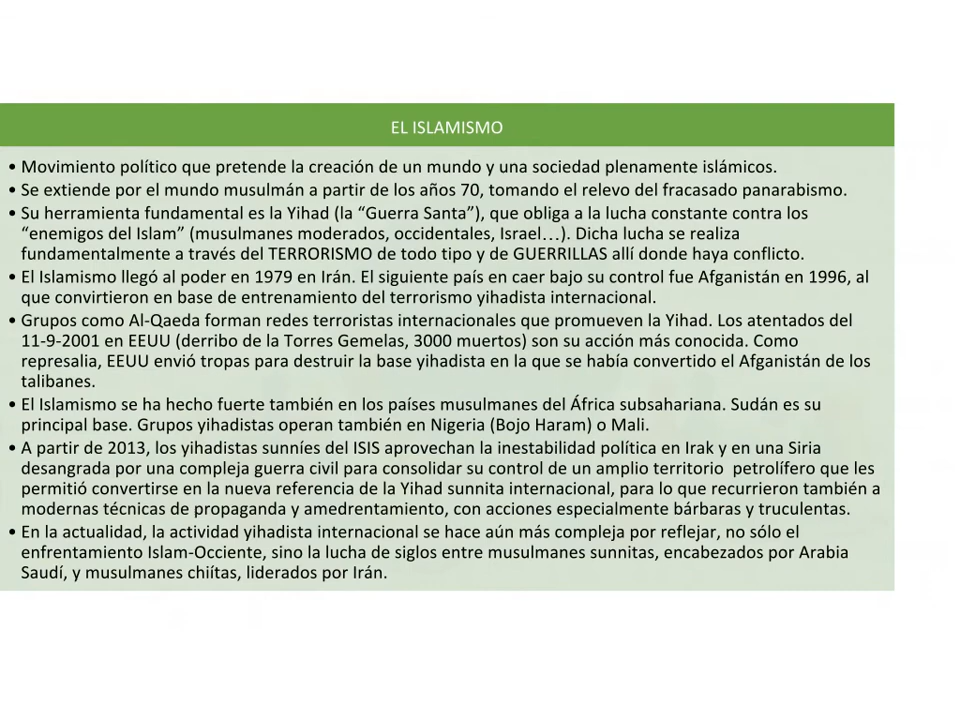 EL ISLAMISMO
• Movimiento político que pretende la creación de un mundo y una sociedad plenamente islámicos.
• Se extiende por el mundo musulmán a partir de los años 70, tomando el relevo del fracasado panarabismo.
• Su herramienta fundamental es la Yihad (la “Guerra Santa”), que obliga a la lucha constante contra los
“enemigos del Islam” (musulmanes moderados, occidentales, Israel…). Dicha lucha se realiza
fundamentalmente a través del TERRORISMO de todo tipo y de GUERRILLAS allí donde haya conflicto.
• El Islamismo llegó al poder en 1979 en Irán. El siguiente país en caer bajo su control fue Afganistán en 1996, al
que convirtieron en base de entrenamiento del terrorismo yihadista internacional.
• Grupos como Al-Qaeda forman redes terroristas internacionales que promueven la Yihad. Los atentados del
11-9-2001 en EEUU (derribo de la Torres Gemelas, 3000 muertos) son su acción más conocida. Como
represalia, EEUU envió tropas para destruir la base yihadista en la que se había convertido el Afganistán de los
talibanes.
• El Islamismo se ha hecho fuerte también en los países musulmanes del África subsahariana. Sudán es su
principal base. Grupos yihadistas operan también en Nigeria (Bojo Haram) o Mali.
• A partir de 2013, los yihadistas sunníes del ISIS aprovechan la inestabilidad política en Irak y en una Siria
desangrada por una compleja guerra civil para consolidar su control de un amplio territorio  petrolífero que les
permitió convertirse en la nueva referencia de la Yihad sunnita internacional, para lo que recurrieron también a
modernas técnicas de propaganda y amedrentamiento, con acciones especialmente bárbaras y truculentas.
• En la actualidad, la actividad yihadista internacional se hace aún más compleja por reflejar, no sólo el
enfrentamiento Islam-Occiente, sino la lucha de siglos entre musulmanes sunnitas, encabezados por Arabia
Saudí, y musulmanes chiítas, liderados por Irán.